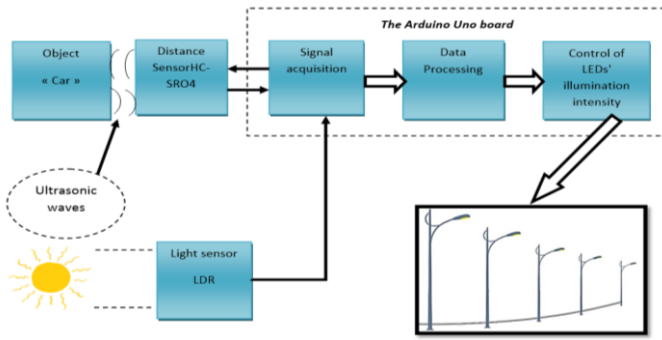 The Arduino Uno board
Object
« Car »
Distance
SensorHC-
SRO4
Signal
acquisition
Data
Processing
Control of
LEDs'
illumination
intensity
Ultrasonic
waves
Light sensor
LDR